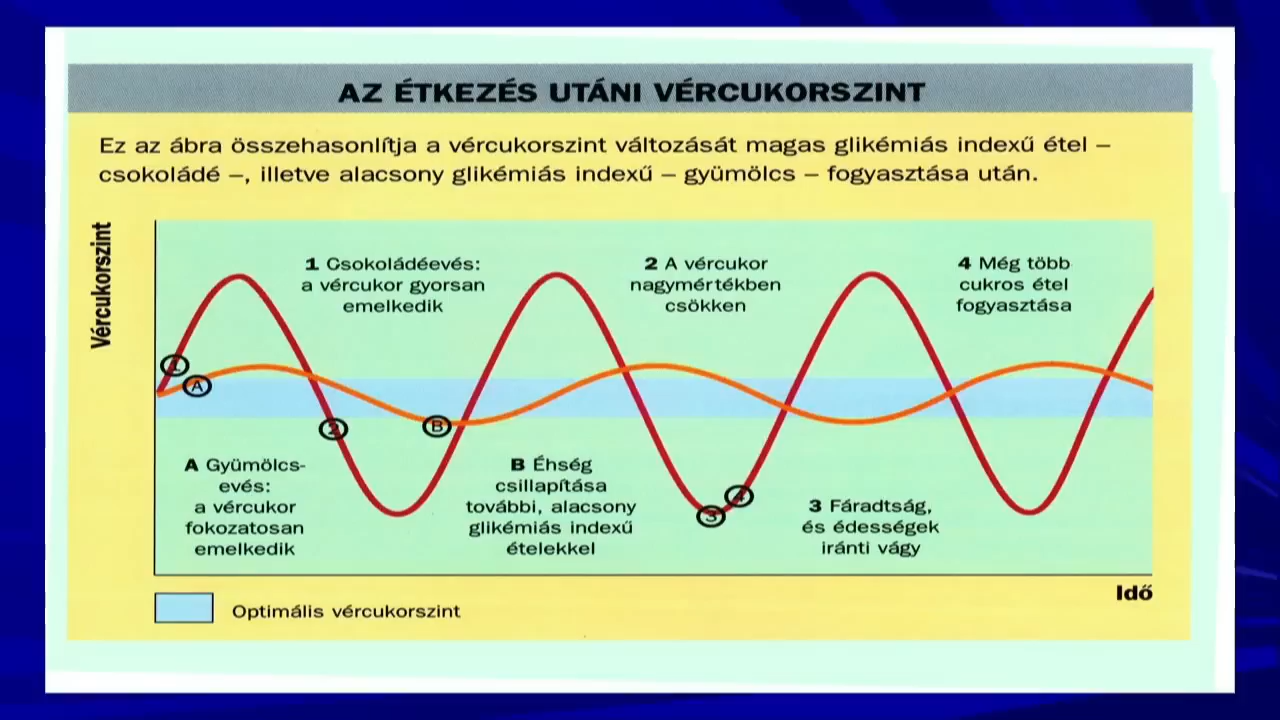 AZ ÉTKEZÉS UTÁNI VÉRCUKORSZINT
Ez az ábra összehasonlítja a vércukorszint változását magas glikémiás indexű étel –
csokoládé –, illetve alacsony glikémiás indexű – gyümölcs – fogyasztása után.
Vércukorszint
1 Csokoládéevés:
a vércukor gyorsan
emelkedik
2 A vércukor
nagymértékben
csökken
4 Még több
cukros étel
fogyasztása
1
A
2
B
3
4
A Gyümölcs-
evés:
a vércukor
fokozatosan
emelkedik
B Éhség
csillapítása
további, alacsony
glikémiás indexű
ételekkel
3 Fáradtság,
és édességek
iránti vágy
Idő
Optimális vércukorszint